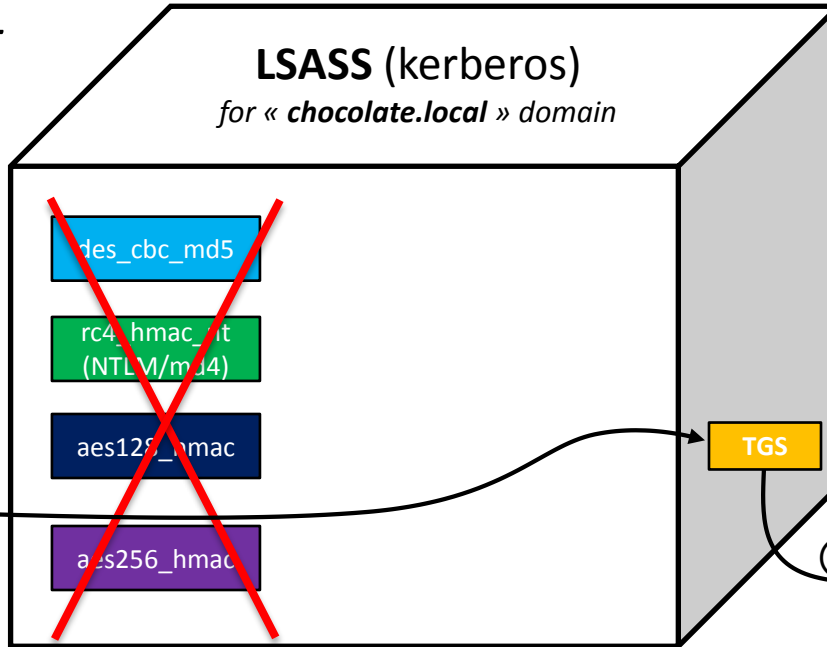 LSASS (kerberos)
for « chocolate.local » domain
des_cbc_md5
rc4_hmac_nt
(NTLM/md4)
aes128_hmac
TGS
aes256_hmac